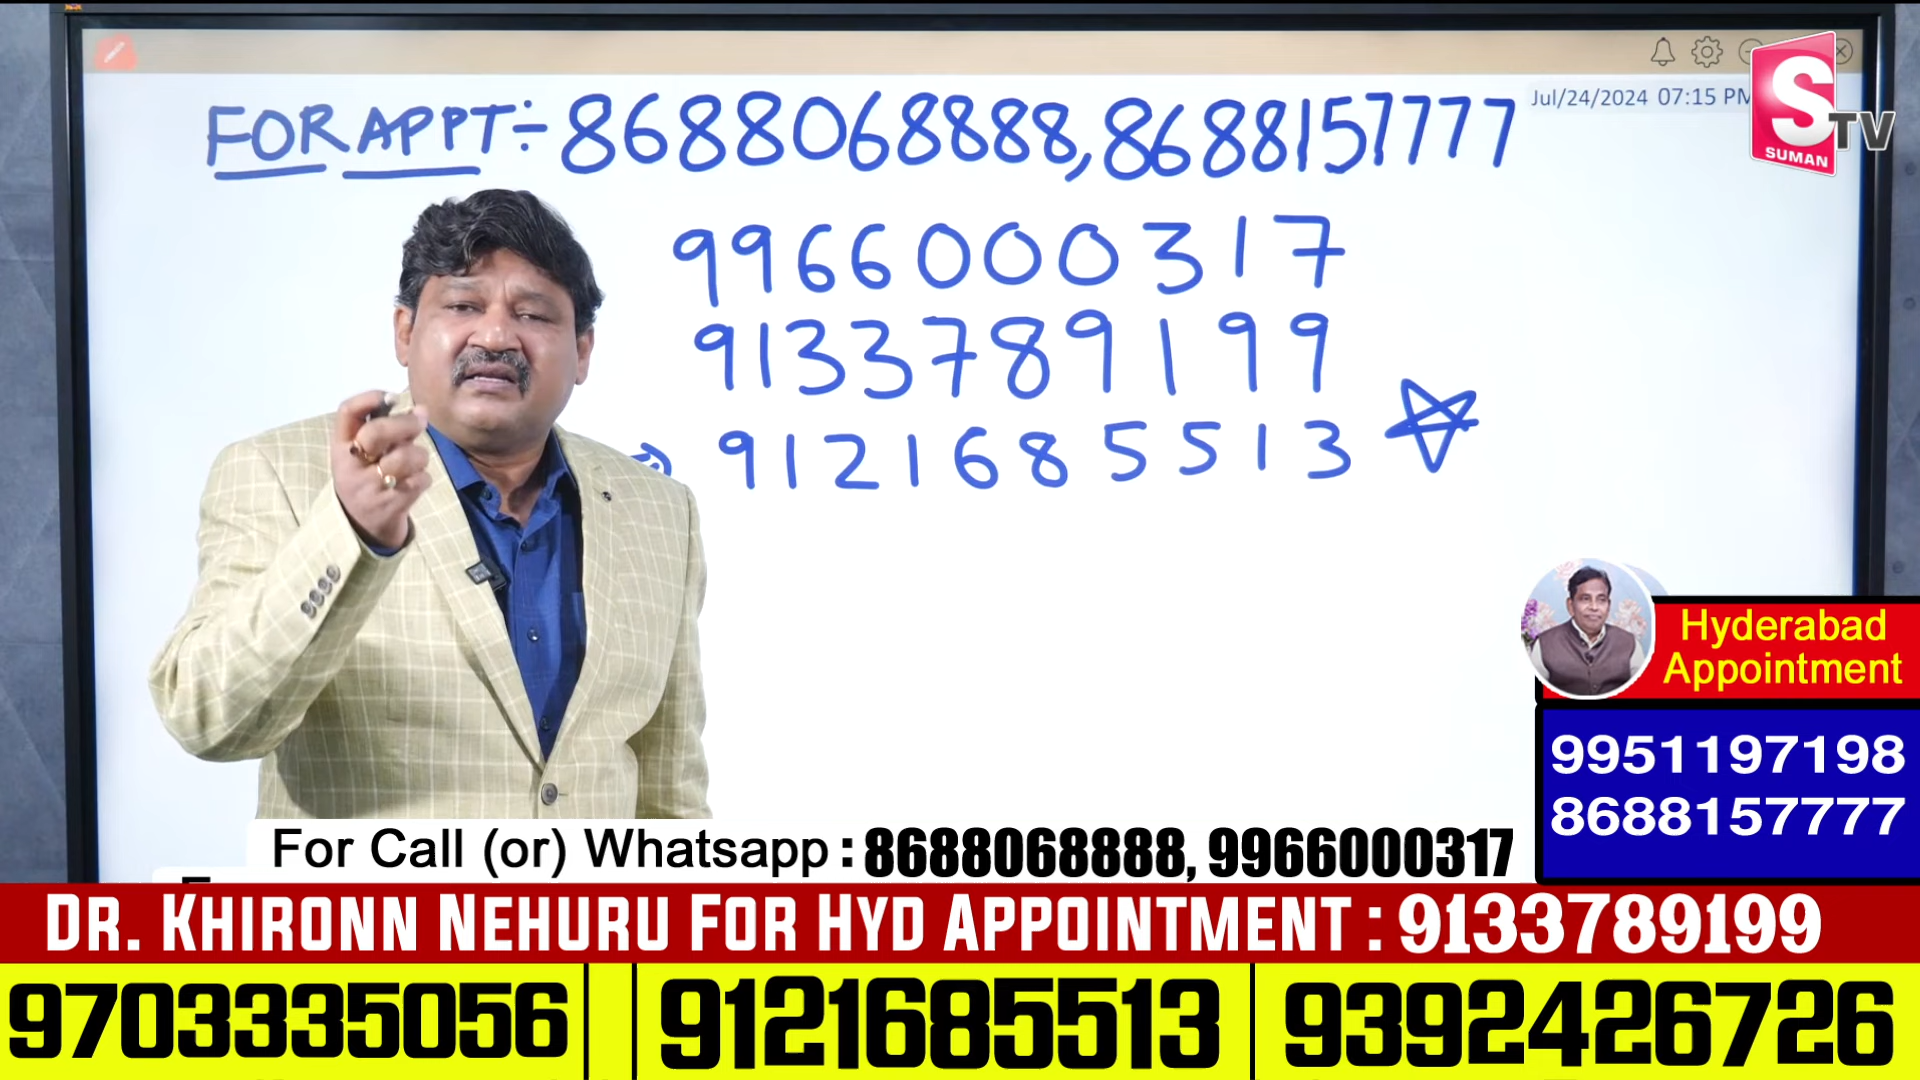 Jul/24/2024 07:15 PM
S TV
SUMAN
FOR APPT:- 8688068888, 8688157777
9966000317
9133789199
9121685513
Hyderabad
Appointment
9951197198
8688157777
For Call (or) Whatsapp : 8688068888, 9966000317
DR. KHIRONN NEHURU FOR HYD APPOINTMENT : 9133789199
9703335056
9121685513
9392426726